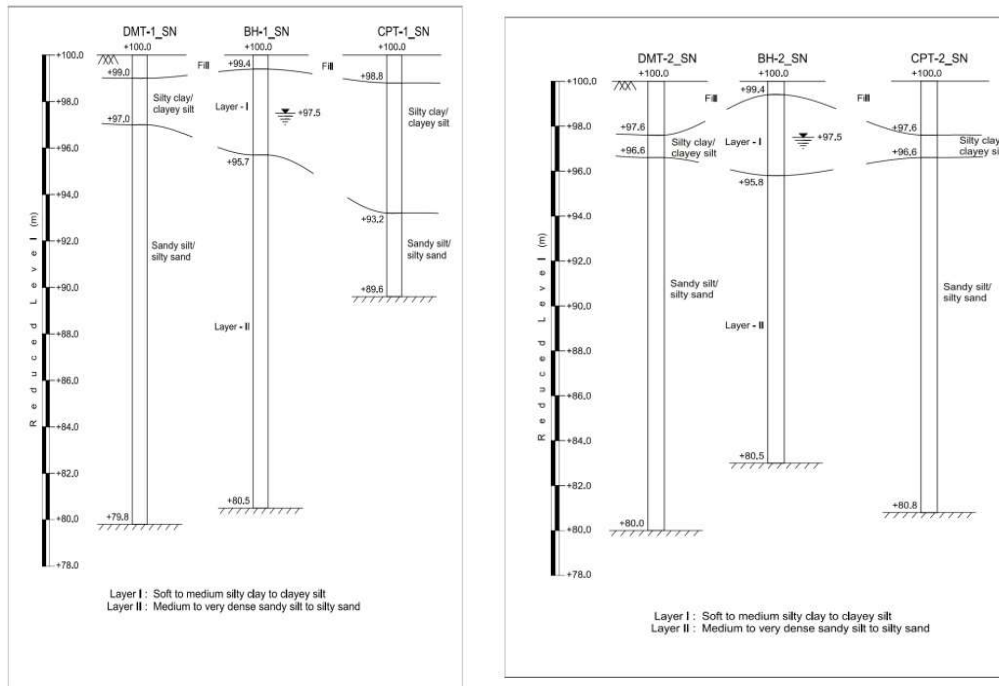 DMT-1_SN BH-1_SN CPT-1_SN
+100.0 +100.0 +100.0
+100.0
Fill Fill
+99.4
+99.0
+98.8
+98.0
Silty clay/
clayey silt
Layer - I
Silty clay/
clayey silt
+97.5
+97.0
+96.0
+95.7
+94.0
+93.2
+92.0
Sandy silt/
silty sand
Sandy silt/
silty sand
+90.0
+89.6
Layer - II
+88.0
+86.0
+84.0
+82.0
+80.5
+80.0
+79.8
+78.0
Reduced Level (m)
Layer I : Soft to medium silty clay to clayey silt
Layer II : Medium to very dense sandy silt to silty sand
DMT-2_SN BH-2_SN CPT-2_SN
+100.0 +100.0 +100.0
+100.0
+99.4
Fill Fill
+98.0
+97.6 +97.6
+97.5
Silty clay/
clayey silt
Layer - I
Silty clay/
clayey si
+96.6 +96.6
+96.0
+95.8
+94.0
+92.0
Sandy silt/
silty sand
Sandy silt/
silty sand
+90.0
Layer - II
+88.0
+86.0
+84.0
+80.5
+82.0
+80.8
+80.0
+80.0
+78.0
Reduced Level (m)
Layer I : Soft to medium silty clay to clayey silt
Layer II : Medium to very dense sandy silt to silty sand